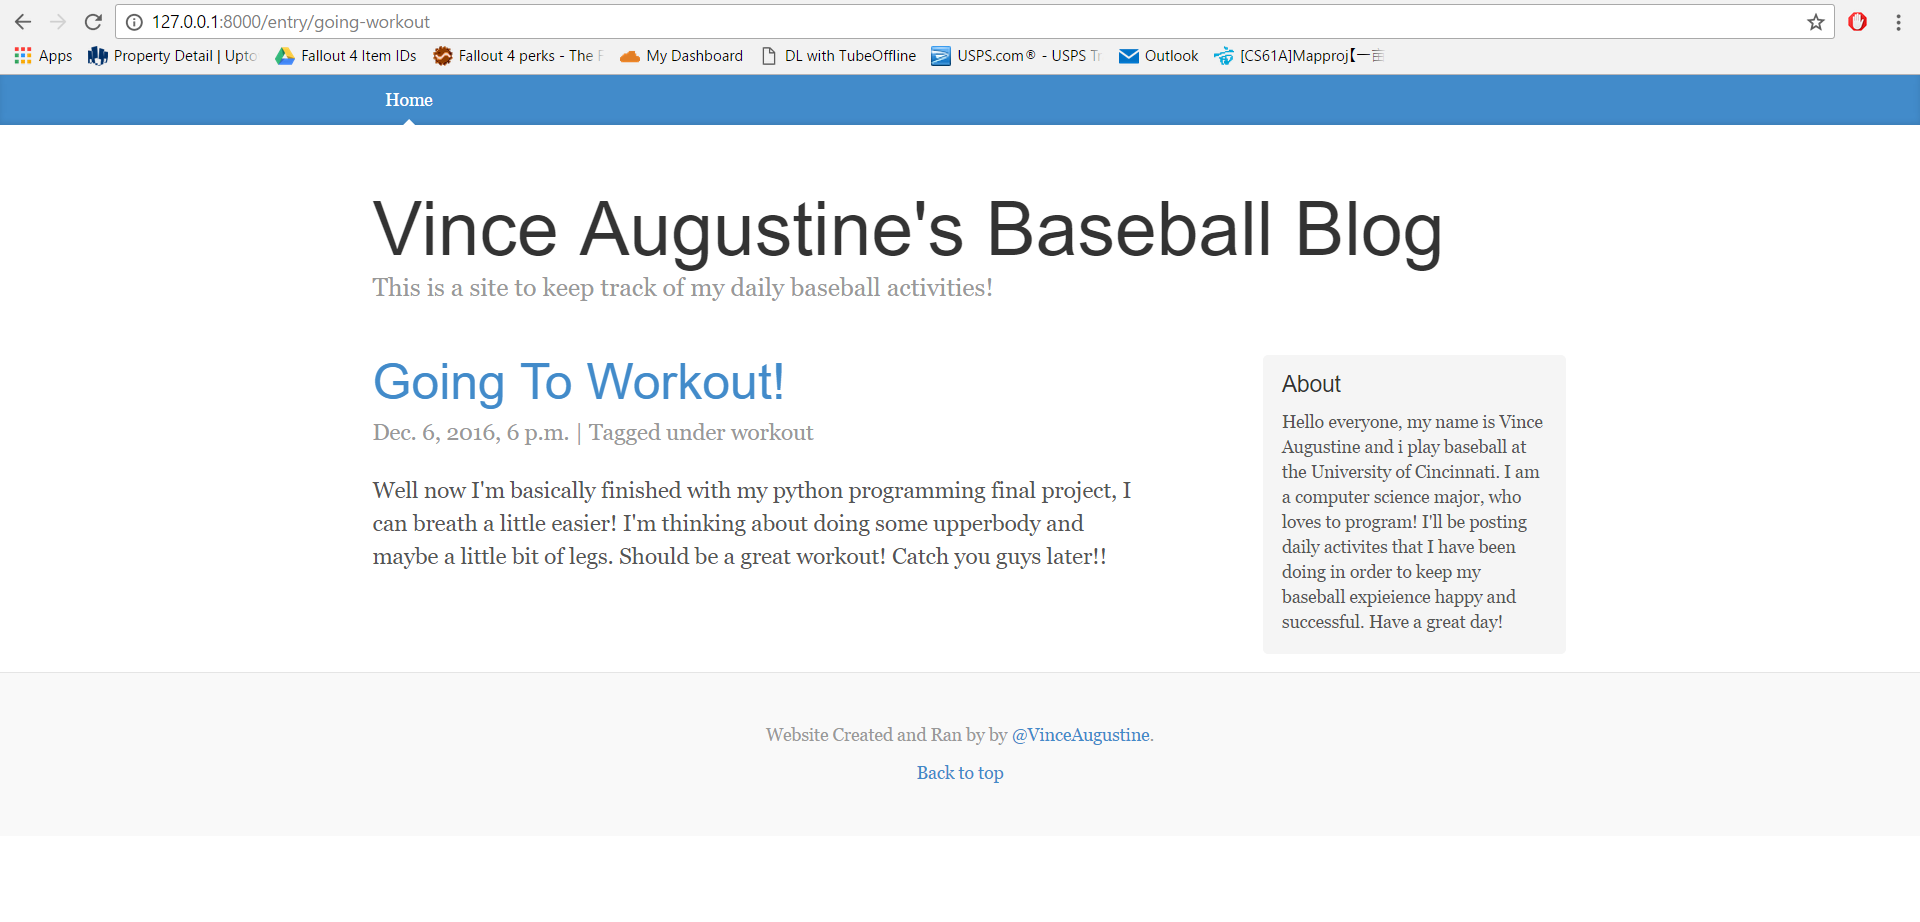 127.0.0.1:8000/entry/going-workout
Apps Property Detail | Upto Fallout 4 Item IDs Fallout 4 perks - The F My Dashboard DL with TubeOffline USPS.com® - USPS Tr Outlook [CS61A]Mapproj【一亩
Home
Vince Augustine's Baseball Blog
This is a site to keep track of my daily baseball activities!
Going To Workout!
Dec. 6, 2016, 6 p.m. | Tagged under workout
Well now I'm basically finished with my python programming final project, I
can breath a little easier! I'm thinking about doing some upperbody and
maybe a little bit of legs. Should be a great workout! Catch you guys later!!
About
Hello everyone, my name is Vince
Augustine and i play baseball at
the University of Cincinnati. I am
a computer science major, who
loves to program! I'll be posting
daily activites that I have been
doing in order to keep my
baseball expieience happy and
successful. Have a great day!
Website Created and Ran by by @VinceAugustine.
Back to top